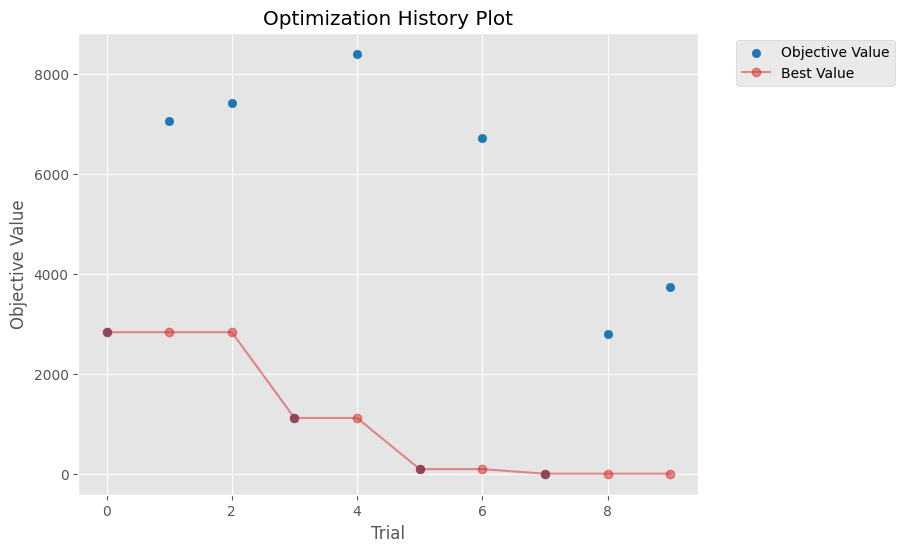 Optimization History Plot
Objective Value
Best Value
Objective Value
8000
6000
4000
2000
0
0 2 4 6 8
Trial